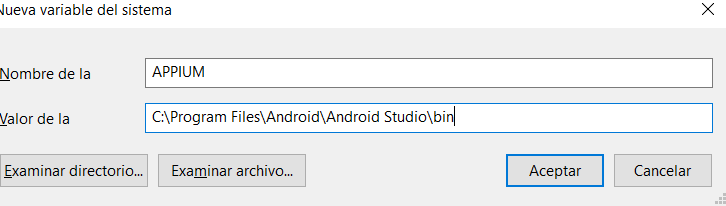 Nueva variable del sistema
Nombre de la
APPIUM
Valor de la
C:\Program Files\Android\Android Studio\bin
Examinar directorio...
Examinar archivo...
Aceptar
Cancelar